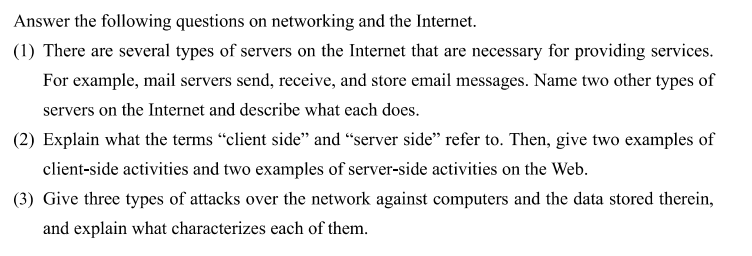 Answer the following questions on networking and the Internet.
(1) There are several types of servers on the Internet that are necessary for providing services.
For example, mail servers send, receive, and store email messages. Name two other types of
servers on the Internet and describe what each does.
(2) Explain what the terms “client side” and “server side” refer to. Then, give two examples of
client-side activities and two examples of server-side activities on the Web.
(3) Give three types of attacks over the network against computers and the data stored therein,
and explain what characterizes each of them.